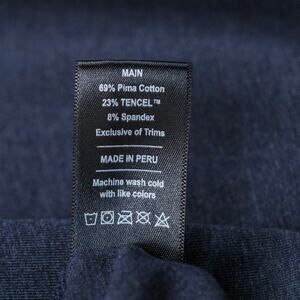 MAIN
69% Pima Cotton
23% TENCEL™
8% Spandex
Exclusive of Trims
MADE IN PERU
Machine wash cold
with like colors